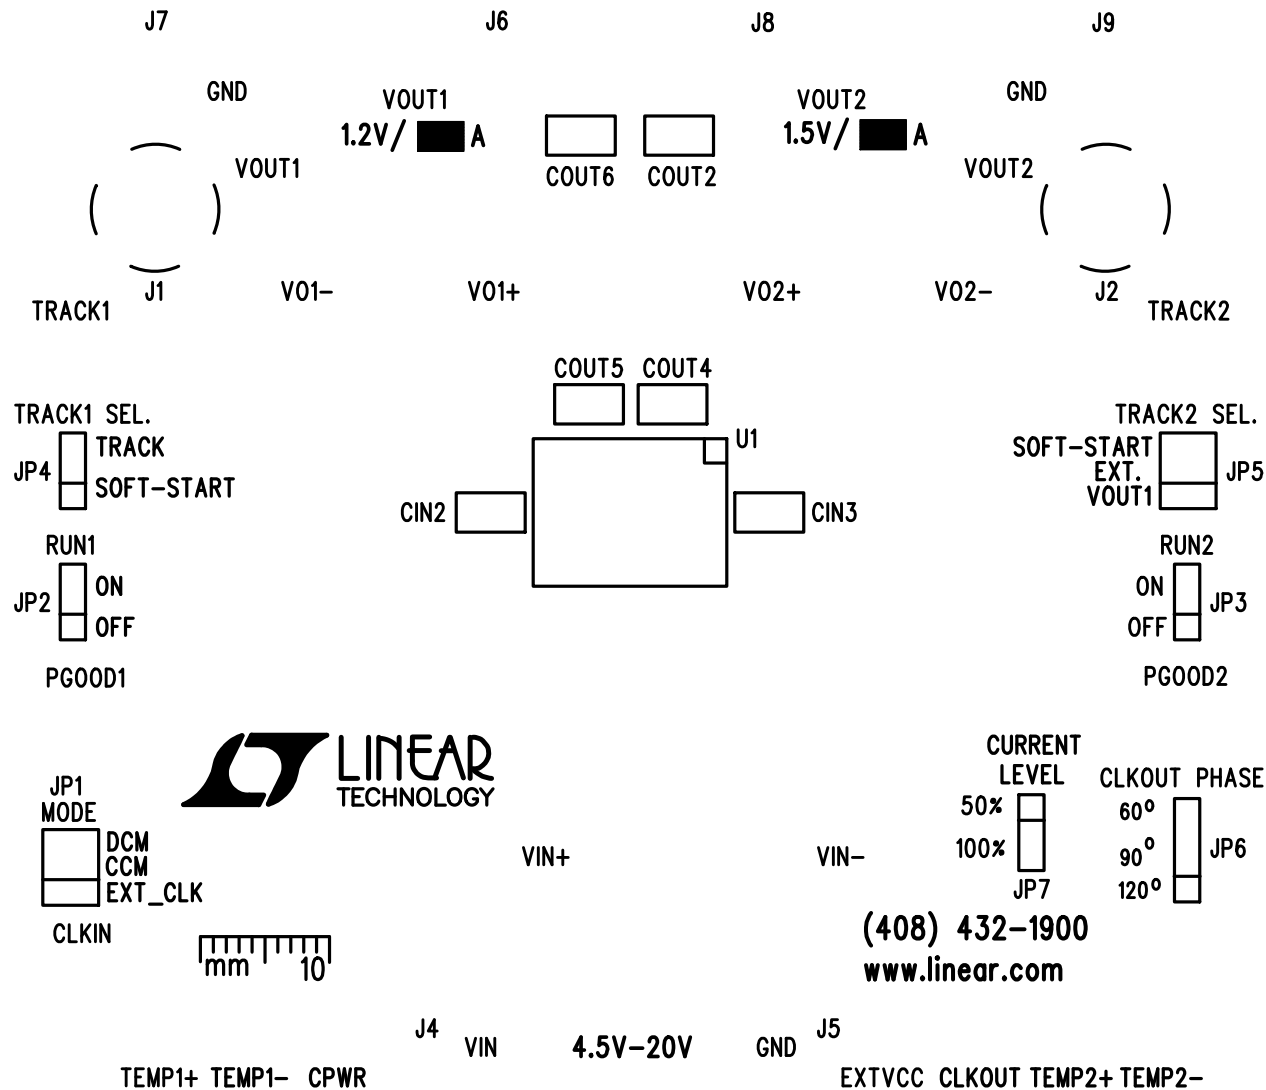 J7 J6 J8 J9
GND VOUT1 VOUT2 GND
1.2V/ A 1.5V/ A
VOUT1 COUT6 COUT2 VOUT2
J1 VO1- VO1+ VO2+ VO2- J2
TRACK1 TRACK2
COUT5 COUT4
TRACK1 SEL. U1 TRACK2 SEL.
TRACK SOFT-START
JP4 EXT. JP5
SOFT-START VOUT1
CIN2 CIN3
RUN1 RUN2
ON ON
JP2 JP3
OFF OFF
PGOOD1 PGOOD2
LINEAR
TECHNOLOGY
CURRENT
LEVEL CLKOUT PHASE
JP1
MODE 50% 60°
DCM 100% 90° JP6
CCM VIN+ VIN-
EXT_CLK JP7 120°
CLKIN (408) 432-1900
mm 10 www.linear.com
J4 J5
VIN 4.5V-20V GND
TEMP1+ TEMP1- CPWR EXTVCC CLKOUT TEMP2+ TEMP2-